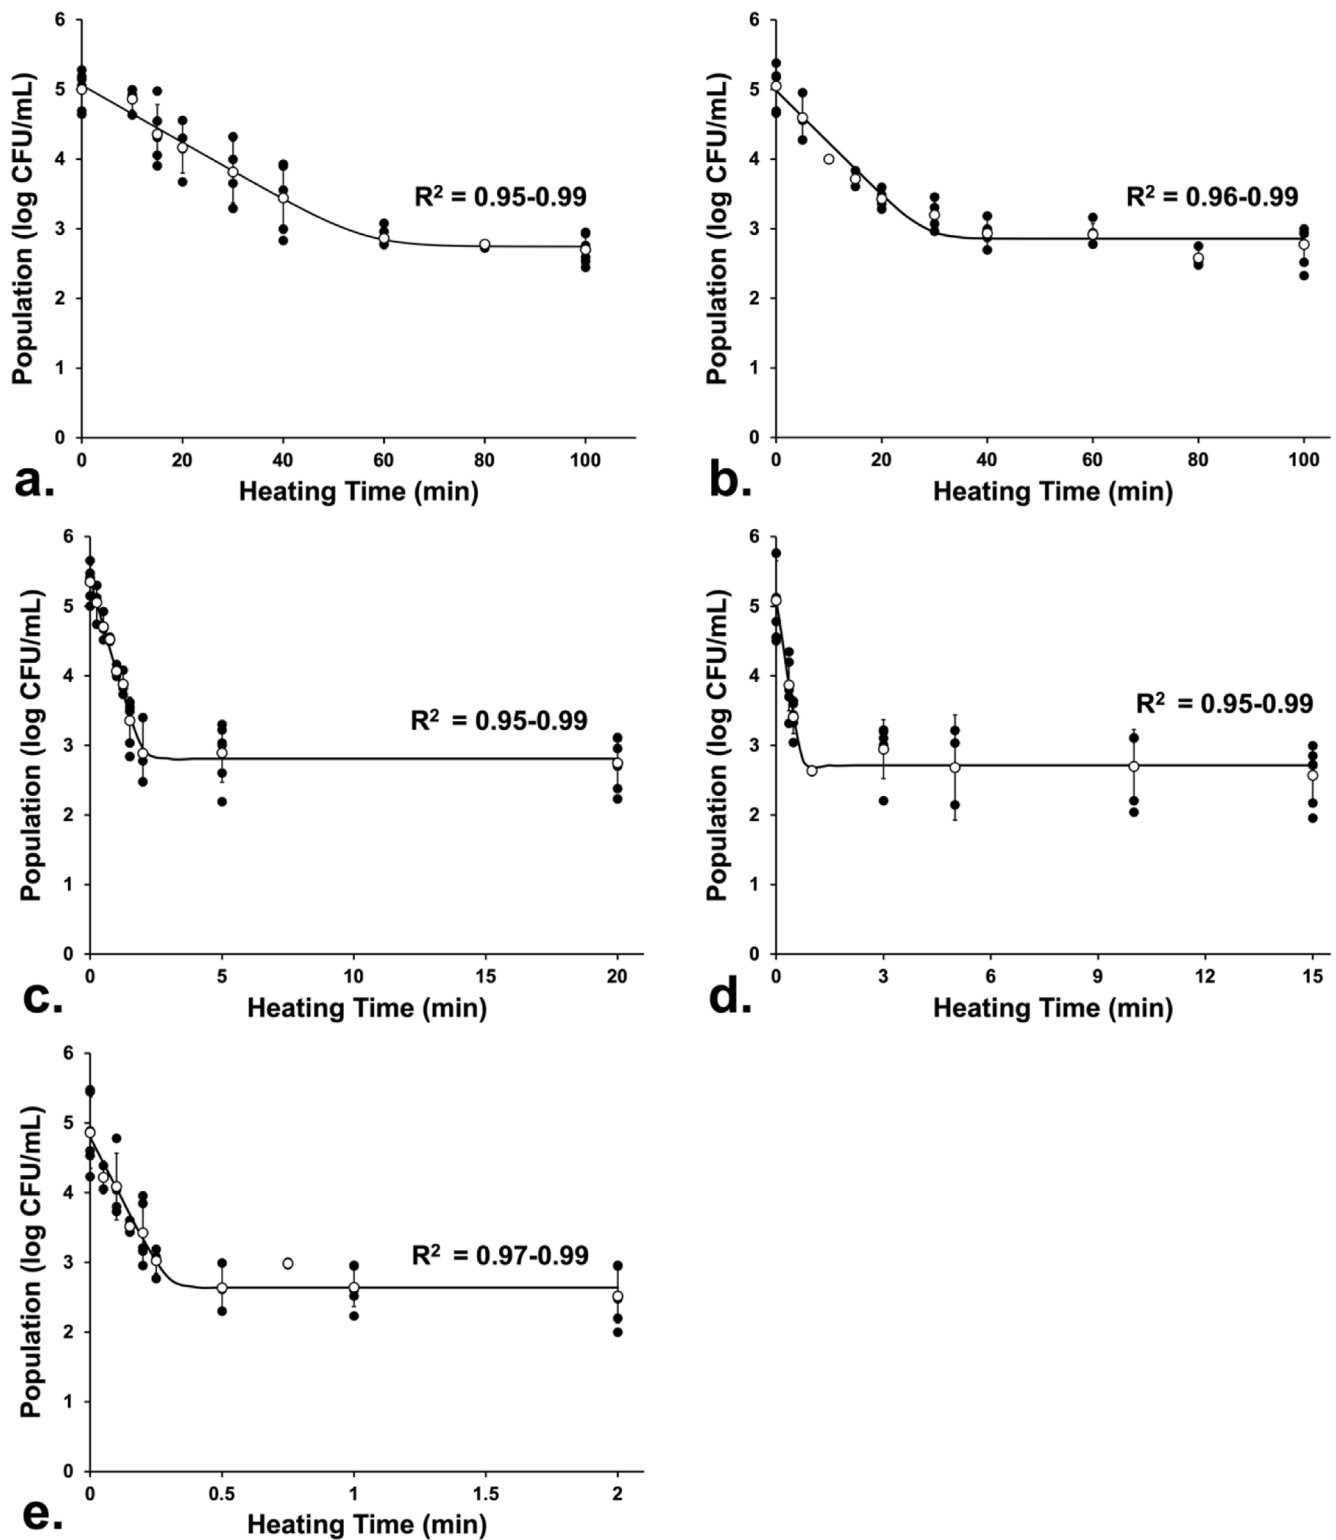 6
5
4
3
2
1
0
Population (log CFU/mL)
R² = 0.95-0.99
0 20 40 60 80 100
Heating Time (min)
a.
6
5
4
3
2
1
0
Population (log CFU/mL)
R² = 0.96-0.99
0 20 40 60 80 100
Heating Time (min)
b.
6
5
4
3
2
1
0
Population (log CFU/mL)
R² = 0.95-0.99
0 5 10 15 20
Heating Time (min)
c.
6
5
4
3
2
1
0
Population (log CFU/mL)
R² = 0.95-0.99
0 3 6 9 12 15
Heating Time (min)
d.
6
5
4
3
2
1
0
Population (log CFU/mL)
R² = 0.97-0.99
0 0.5 1 1.5 2
Heating Time (min)
e.